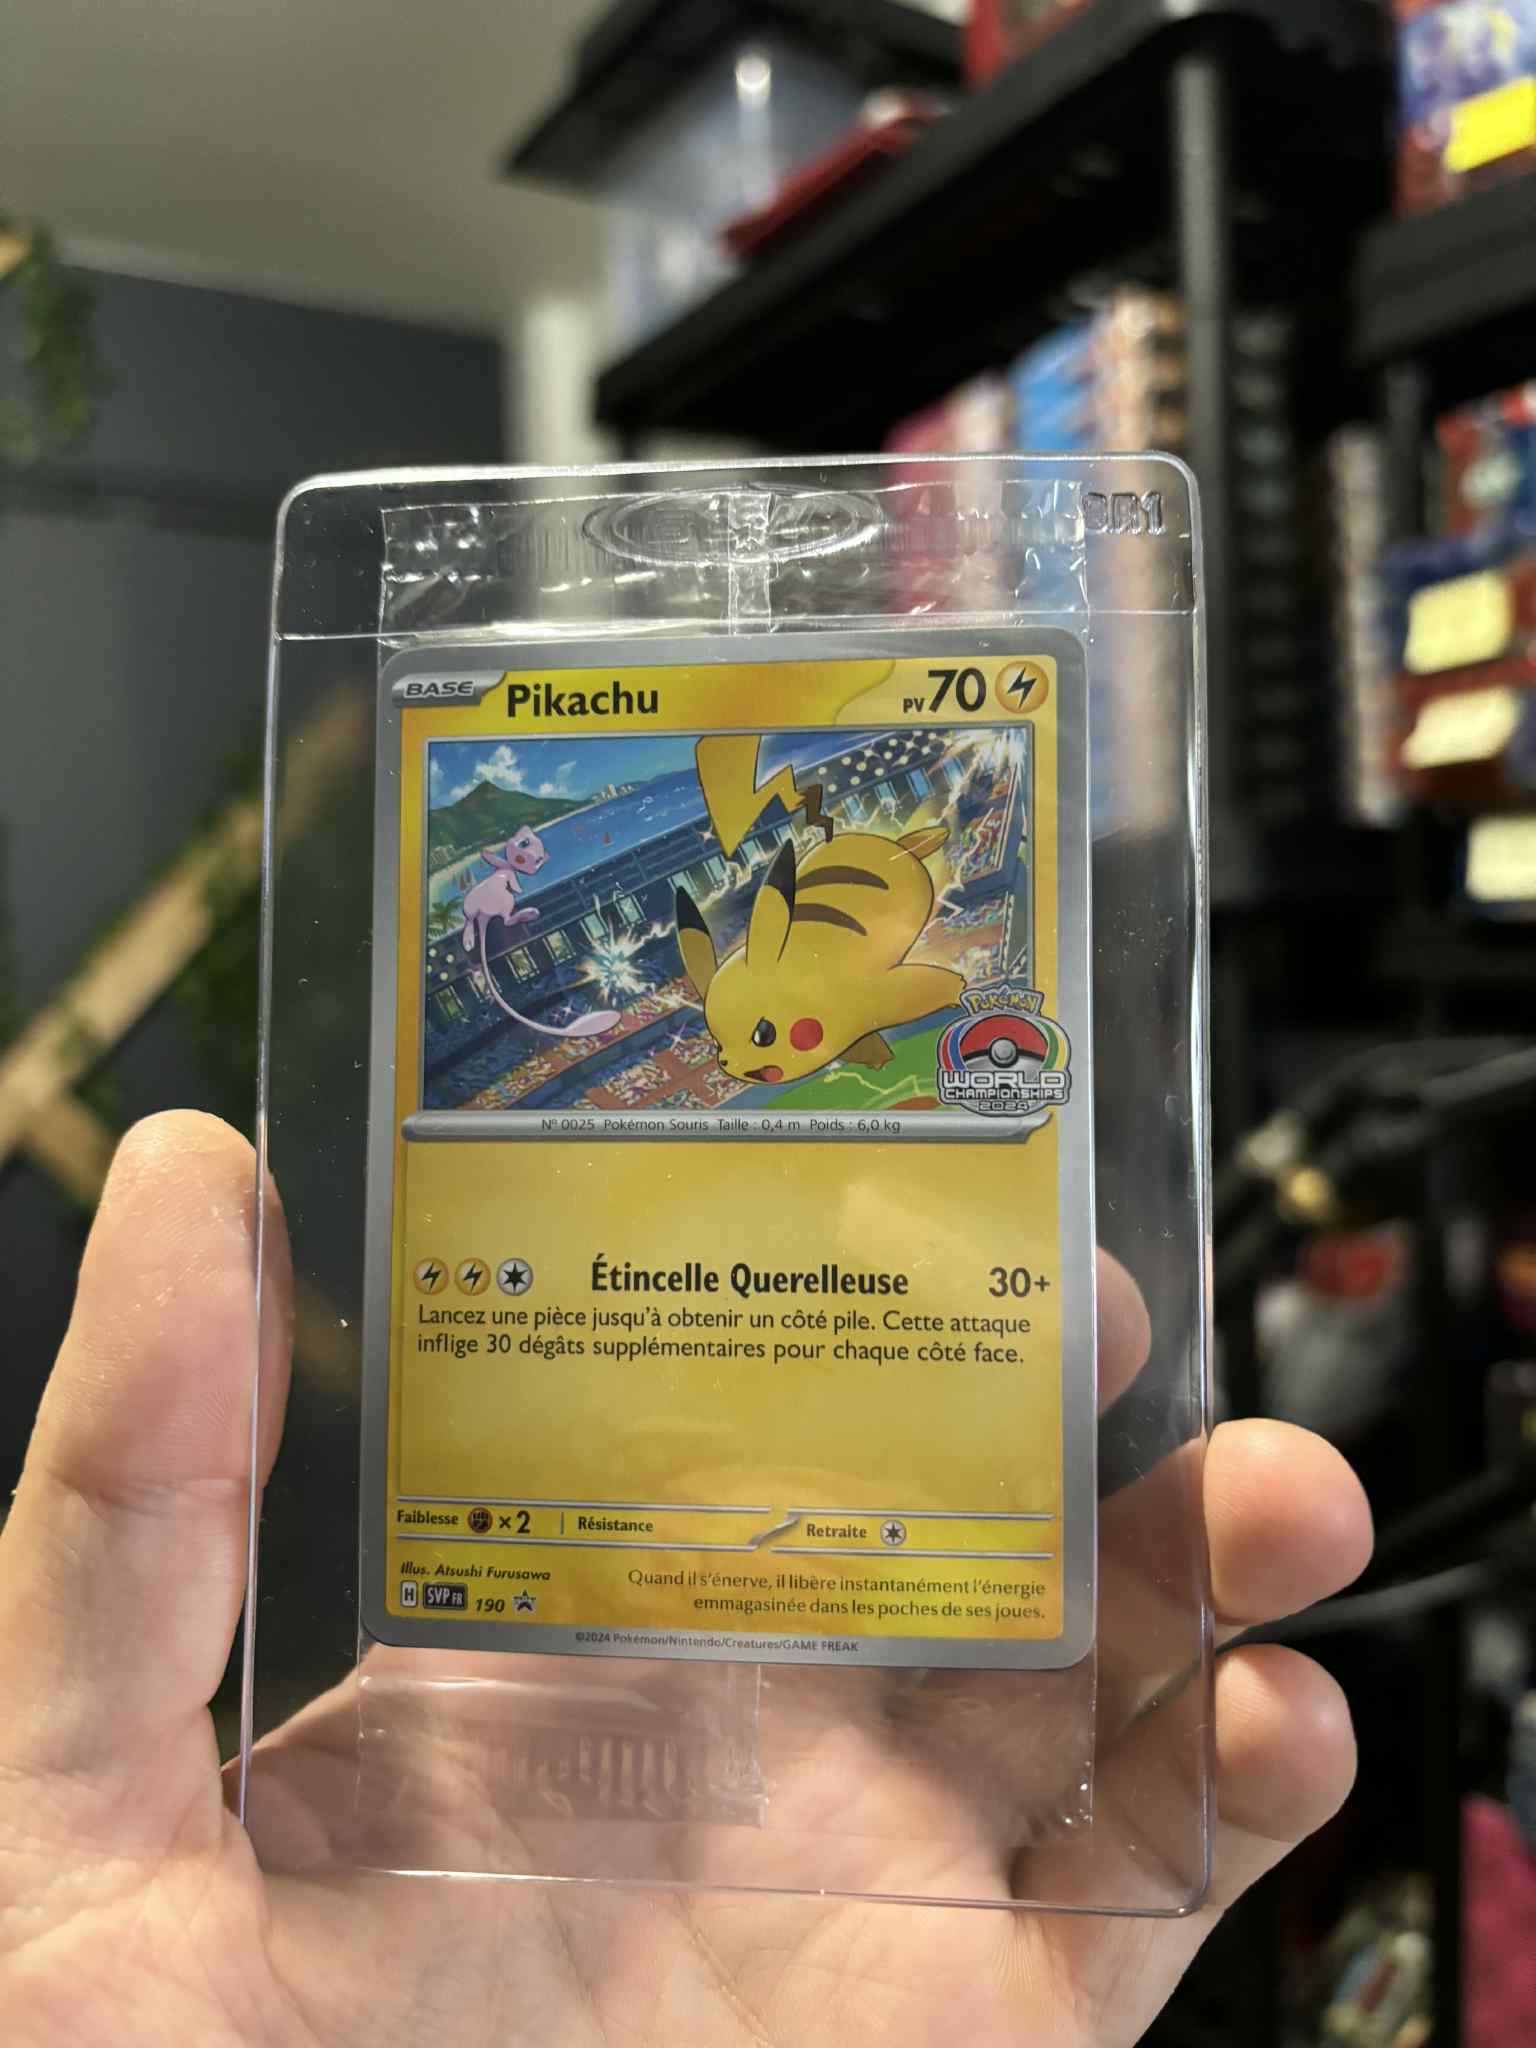 SR1
BASE Pikachu PV 70
POKéMON
WORLD
CHAMPIONSHIPS
2024
Nº 0025 Pokémon Souris Taille : 0,4 m Poids : 6,0 kg
Étincelle Querelleuse 30+
Lancez une pièce jusqu'à obtenir un côté pile. Cette attaque
inflige 30 dégâts supplémentaires pour chaque côté face.
Faiblesse ×2 Résistance Retraite
Illus. Atsushi Furusawa
H SVP FR 190
Quand il s'énerve, il libère instantanément l'énergie
emmagasinée dans les poches de ses joues.
©2024 Pokémon/Nintendo/Creatures/GAME FREAK